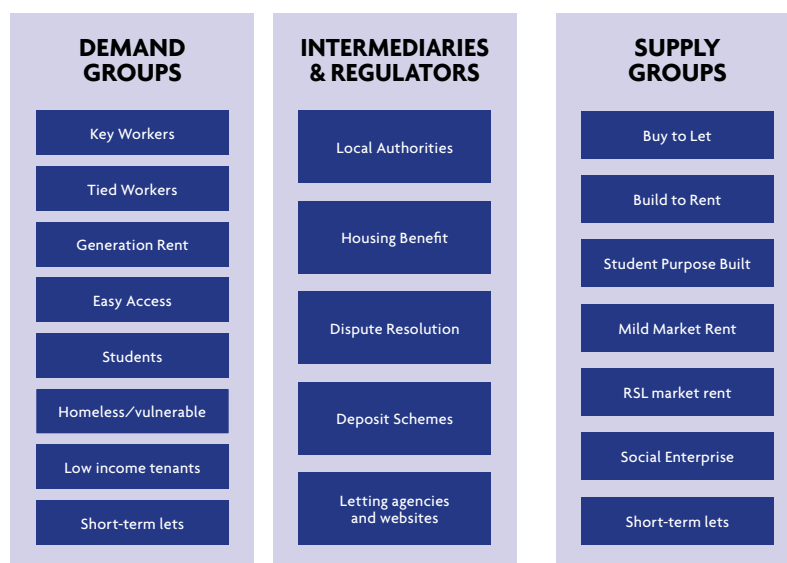 DEMAND
GROUPS
Key Workers
Tied Workers
Generation Rent
Easy Access
Students
Homeless/vulnerable
Low income tenants
Short-term lets
INTERMEDIARIES
& REGULATORS
Local Authorities
Housing Benefit
Dispute Resolution
Deposit Schemes
Letting agencies
and websites
SUPPLY
GROUPS
Buy to Let
Build to Rent
Student Purpose Built
Mild Market Rent
RSL market rent
Social Enterprise
Short-term lets